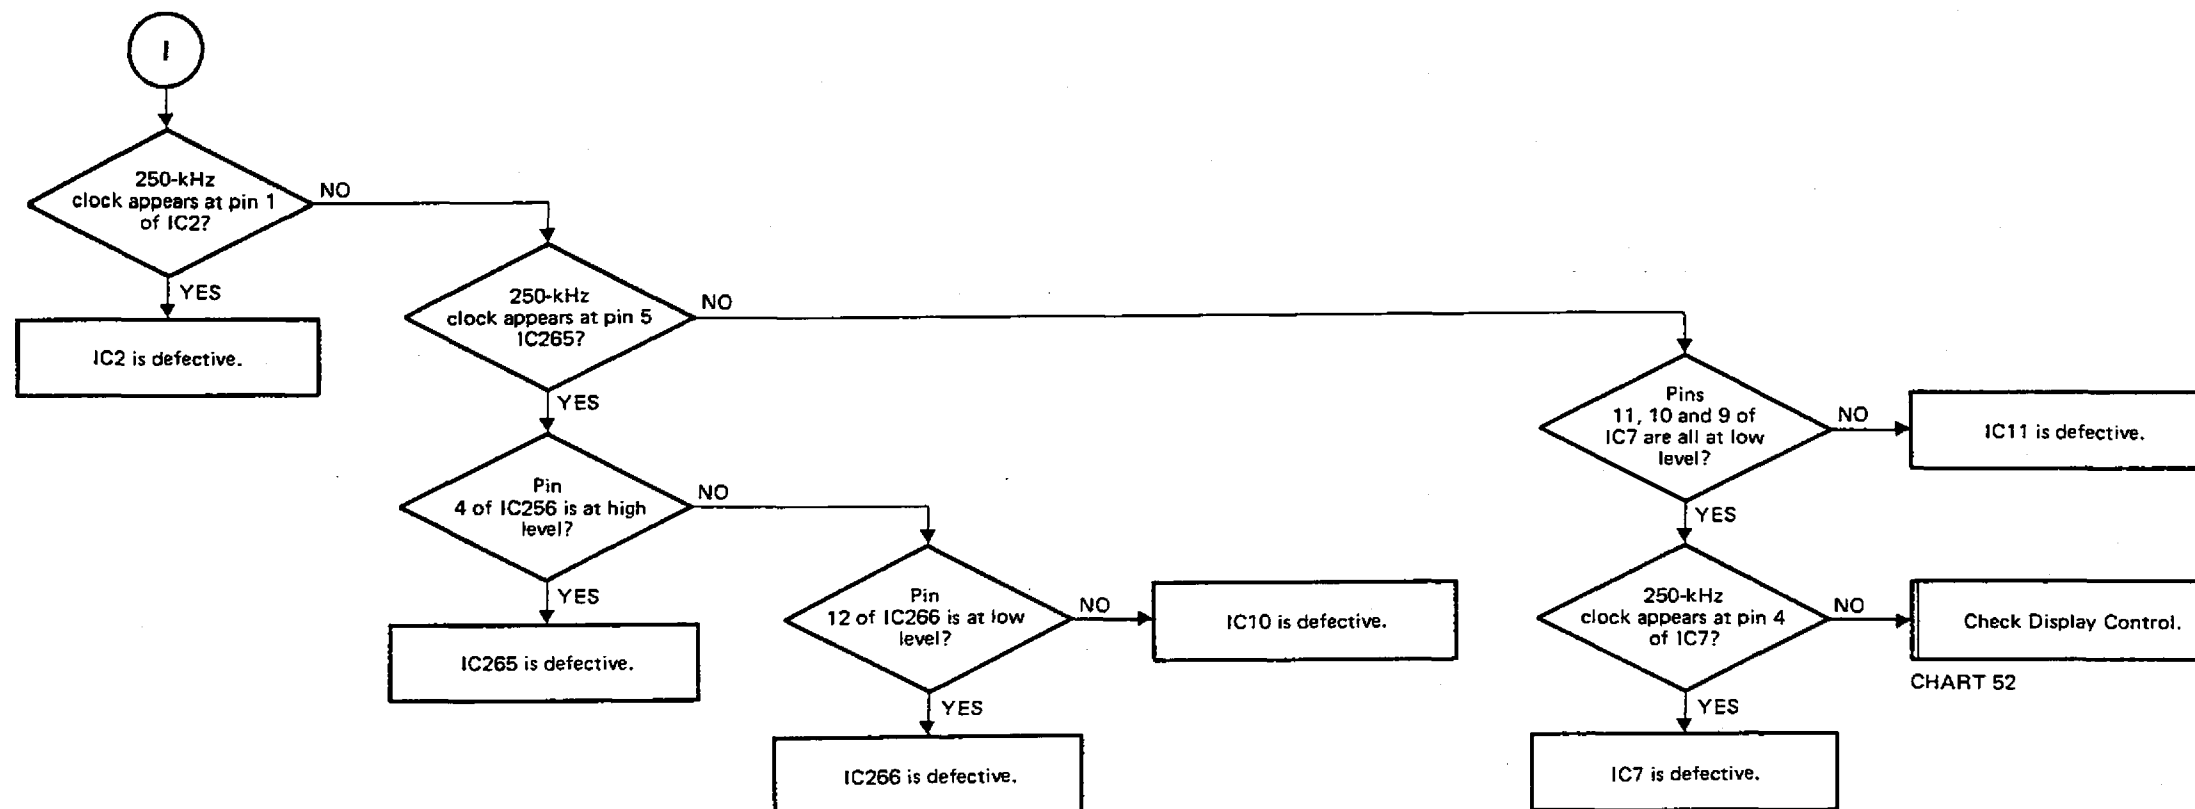 I
250-kHz
clock appears at pin 1
of IC2?
NO
YES
IC2 is defective.
250-kHz
clock appears at pin 5
IC265?
NO
YES
Pin
4 of IC256 is at high
level?
NO
YES
IC265 is defective.
Pin
12 of IC266 is at low
level?
NO
IC10 is defective.
YES
IC266 is defective.
Pins
11, 10 and 9 of
IC7 are all at low
level?
NO
IC11 is defective.
YES
250-kHz
clock appears at pin 4
of IC7?
NO
Check Display Control.
CHART 52
YES
IC7 is defective.